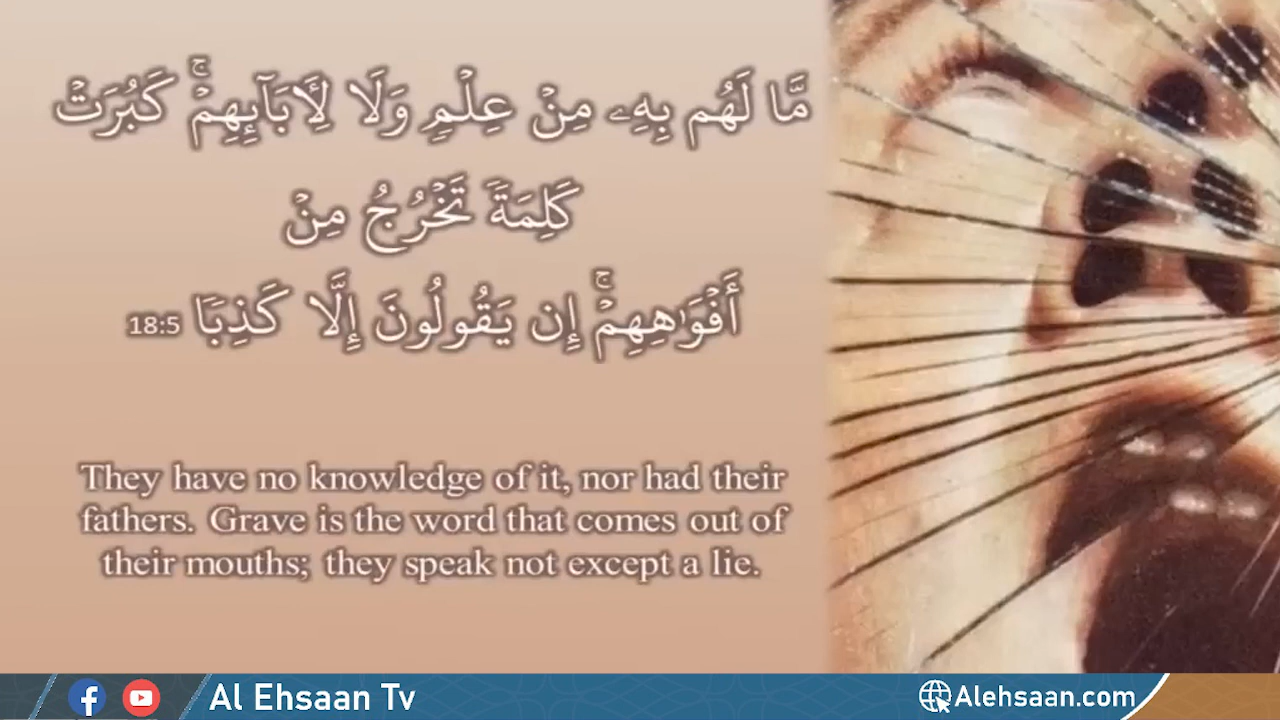 مَّا لَهُم بِهِۦ مِنۡ عِلۡمٖ وَلَا لِأٓبَآئِهِمۡۚ كَبُرَتۡ
كَلِمَةٗ تَخۡرُجُ مِنۡ
أَفۡوَٰهِهِمۡۚ إِن يَقُولُونَ إِلَّا كَذِبٗا 18:5
They have no knowledge of it, nor had their
fathers. Grave is the word that comes out of
their mouths; they speak not except a lie.
Al Ehsaan Tv
Alehsaan.com